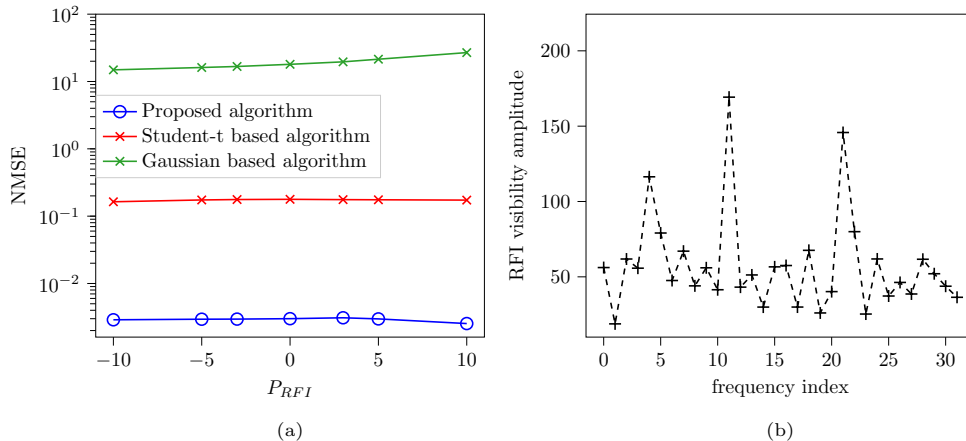 10^2
10^1
10^0
10^{-1}
10^{-2}
NMSE
Proposed algorithm
Student-t based algorithm
Gaussian based algorithm
−10 −5 0 5 10
P_{RFI}
(a)
200
150
100
50
RFI visibility amplitude
0 5 10 15 20 25 30
frequency index
(b)